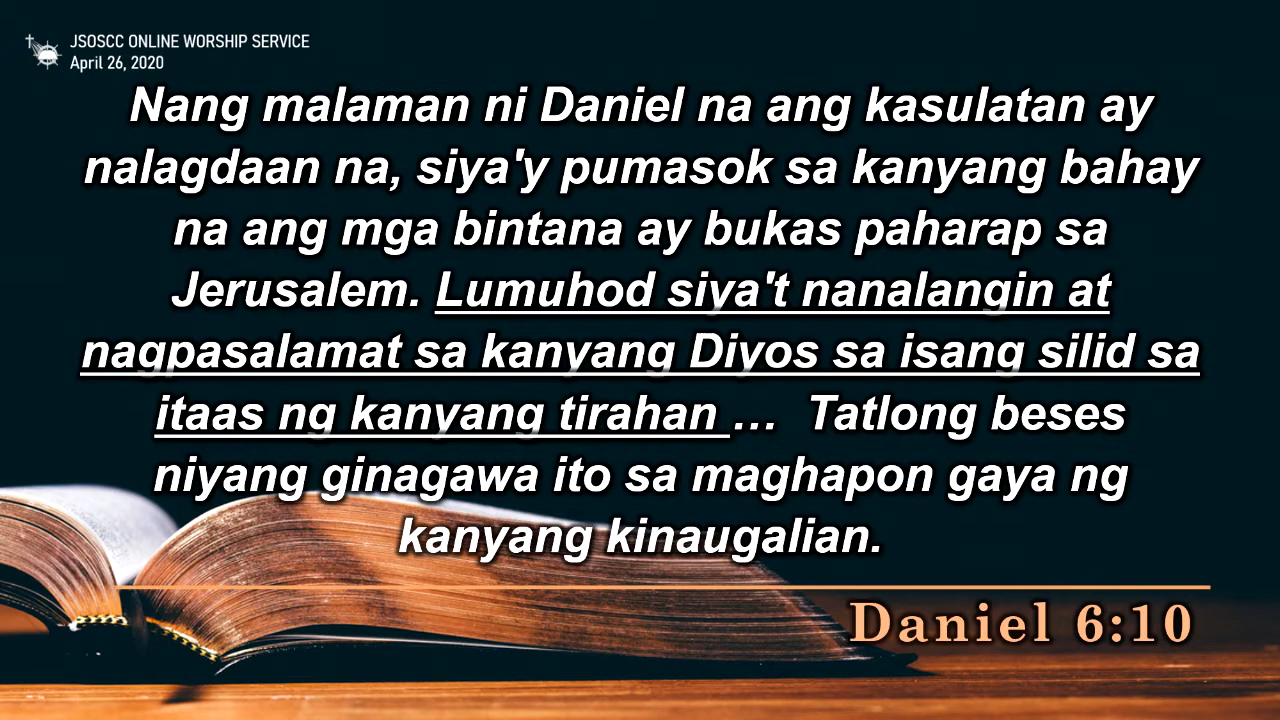 JSOSCC ONLINE WORSHIP SERVICE
April 26, 2020
Nang malaman ni Daniel na ang kasulatan ay
nalagdaan na, siya'y pumasok sa kanyang bahay
na ang mga bintana ay bukas paharap sa
Jerusalem. Lumuhod siya't nanalangin at
nagpasalamat sa kanyang Diyos sa isang silid sa
itaas ng kanyang tirahan … Tatlong beses
niyang ginagawa ito sa maghapon gaya ng
kanyang kinaugalian.
Daniel 6:10